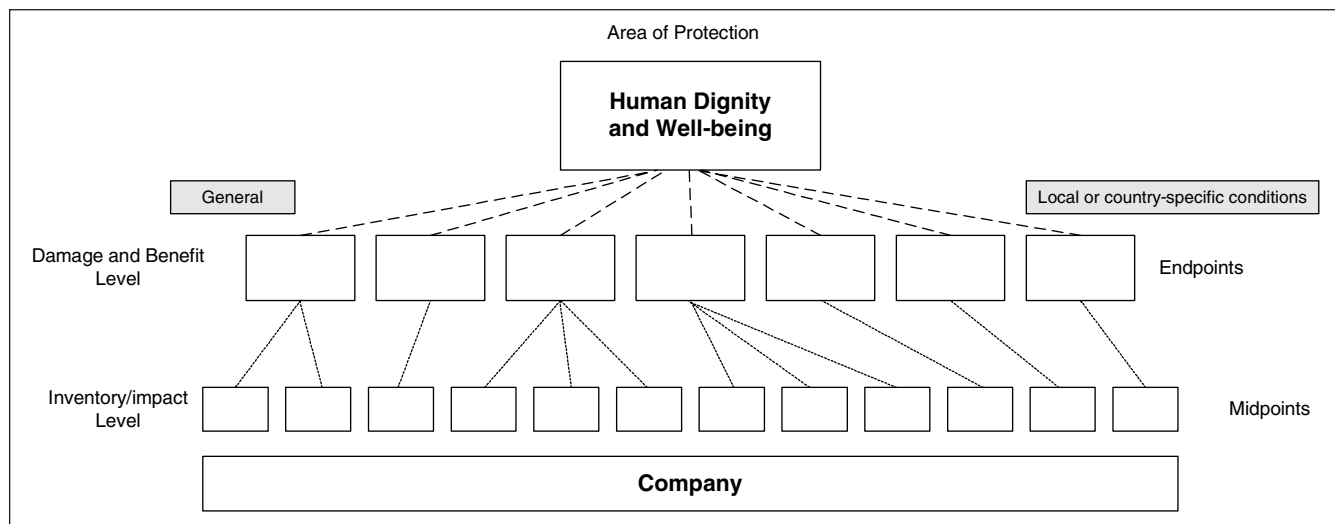 Area of Protection
Human Dignity
and Well-being
General
Local or country-specific conditions
Damage and Benefit
Level
Endpoints
Inventory/impact
Level
Midpoints
Company